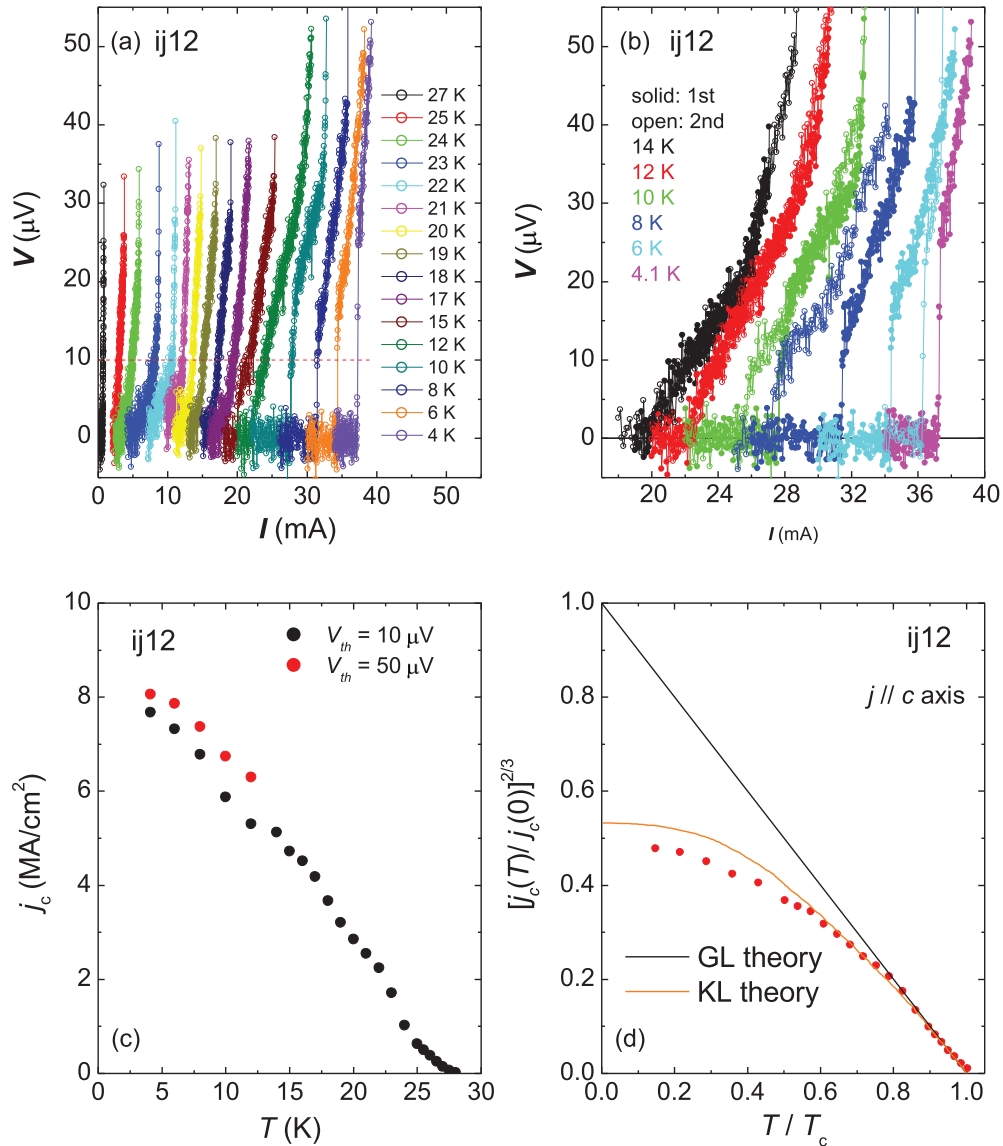 (a) ij12
50
40
30
20
10
0
V (μV)
0 10 20 30 40 50
I (mA)
27 K
25 K
24 K
23 K
22 K
21 K
20 K
19 K
18 K
17 K
15 K
12 K
10 K
8 K
6 K
4 K
(b) ij12
50
40
30
20
10
0
V (μV)
solid: 1st
open: 2nd
14 K
12 K
10 K
8 K
6 K
4.1 K
20 24 28 32 36 40
I (mA)
10
8
6
4
2
0
j_c (MA/cm²)
ij12
V_th = 10 μV
V_th = 50 μV
(c)
0 5 10 15 20 25 30
T (K)
1.0
0.8
0.6
0.4
0.2
0.0
[j_c(T)/ j_c(0)]^2/3
ij12
j // c axis
GL theory
KL theory
(d)
0.0 0.2 0.4 0.6 0.8 1.0
T / T_c